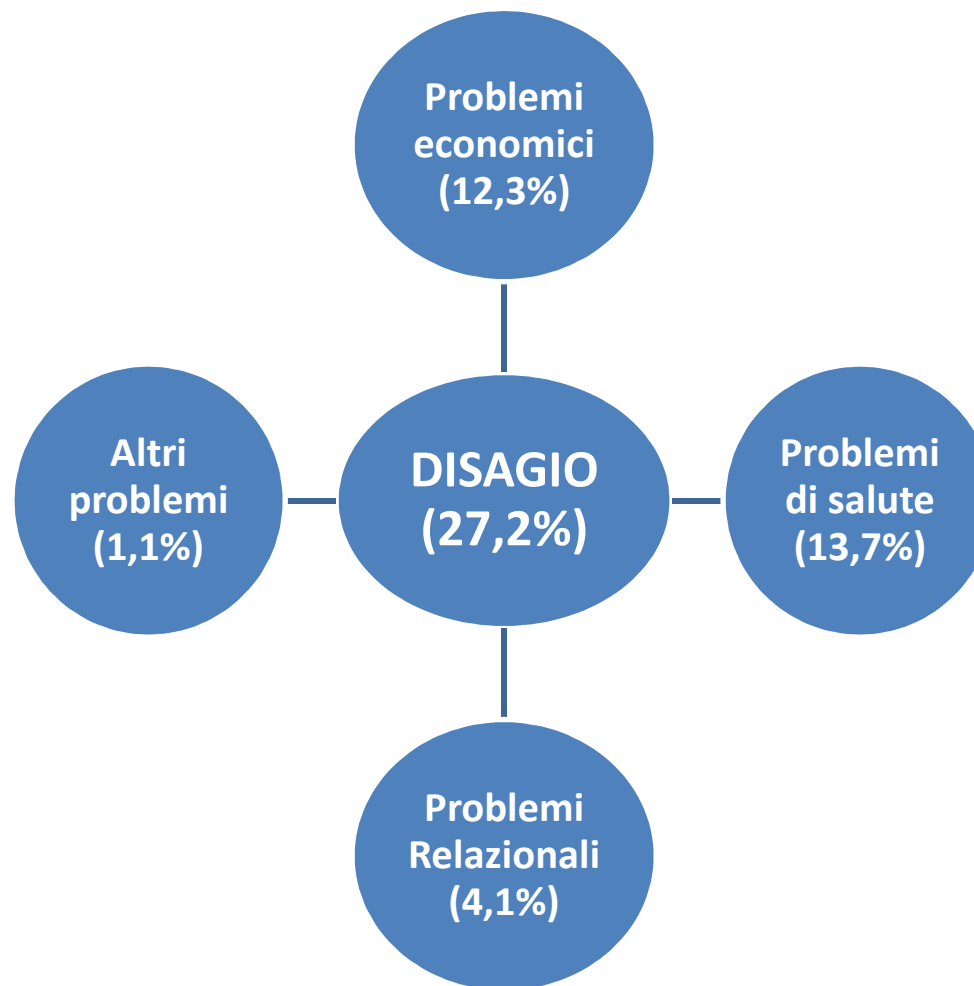 Problemi
economici
(12,3%)
Altri
problemi
(1,1%)
DISAGIO
(27,2%)
Problemi
di salute
(13,7%)
Problemi
Relazionali
(4,1%)